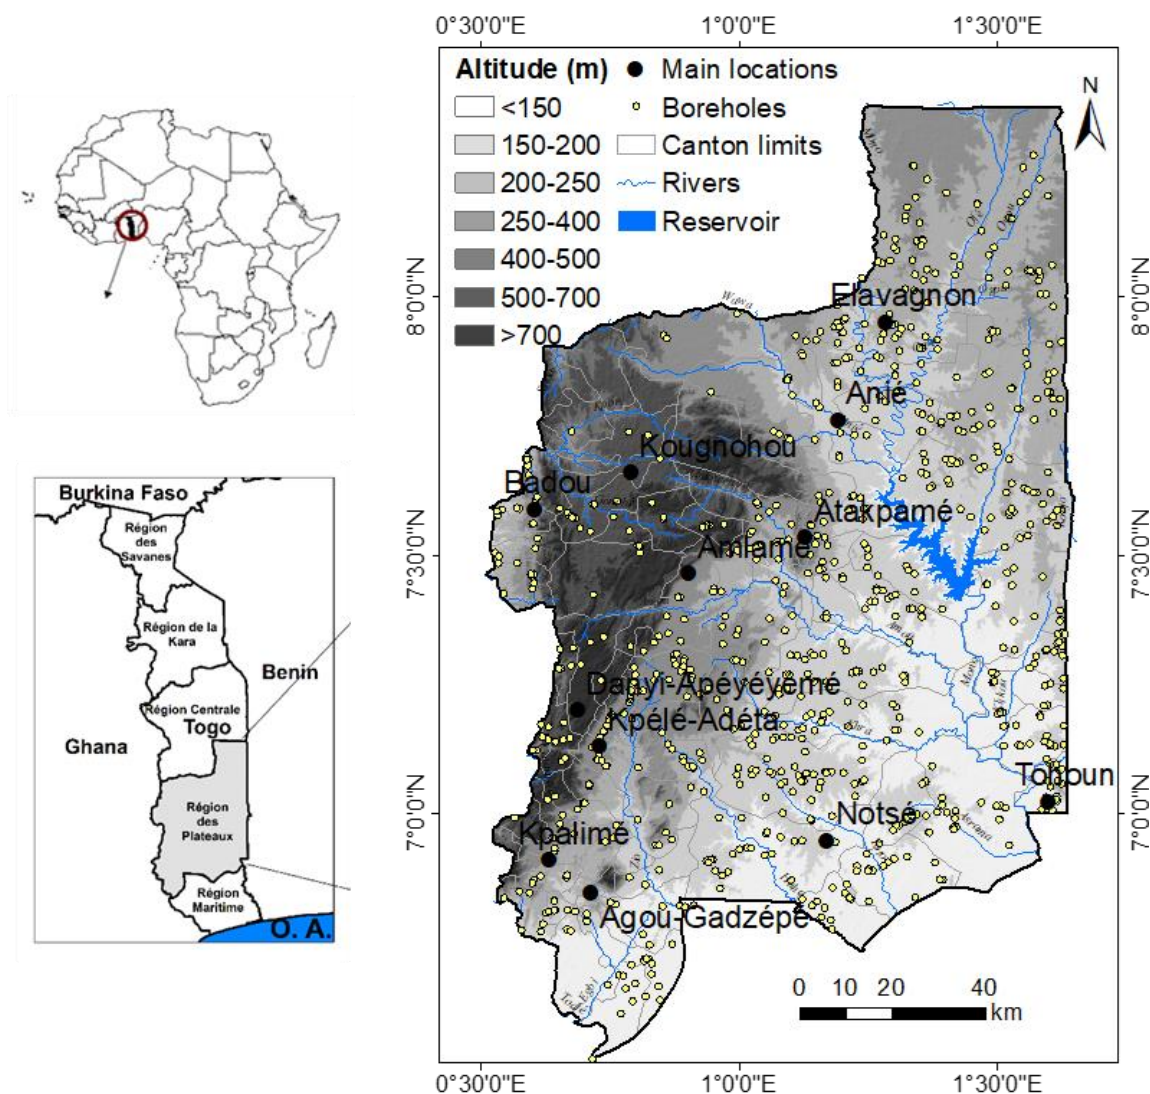 0°30'0"E
1°0'0"E
1°30'0"E
Altitude (m)
Main locations
<150
Boreholes
150-200
Canton limits
200-250
Rivers
250-400
Reservoir
400-500
500-700
>700
N
8°0'0"N
8°0'0"N
7°30'0"N
7°30'0"N
7°0'0"N
7°0'0"N
Wawa
Elavagnon
Anié
Kougnohou
Badou
Atakpamé
Amlamé
Danyi-Apéyéyémé
Kpélé-Adéta
Mono
Tohoun
Notsé
Kpalimé
Agou-Gadzépé
0 10 20 40
km
0°30'0"E
1°0'0"E
1°30'0"E
Burkina Faso
Région
des
Savanes
Région de la
Kara
Benin
Région Centrale
Togo
Ghana
Région
des
Plateaux
Région
Maritime
O. A.